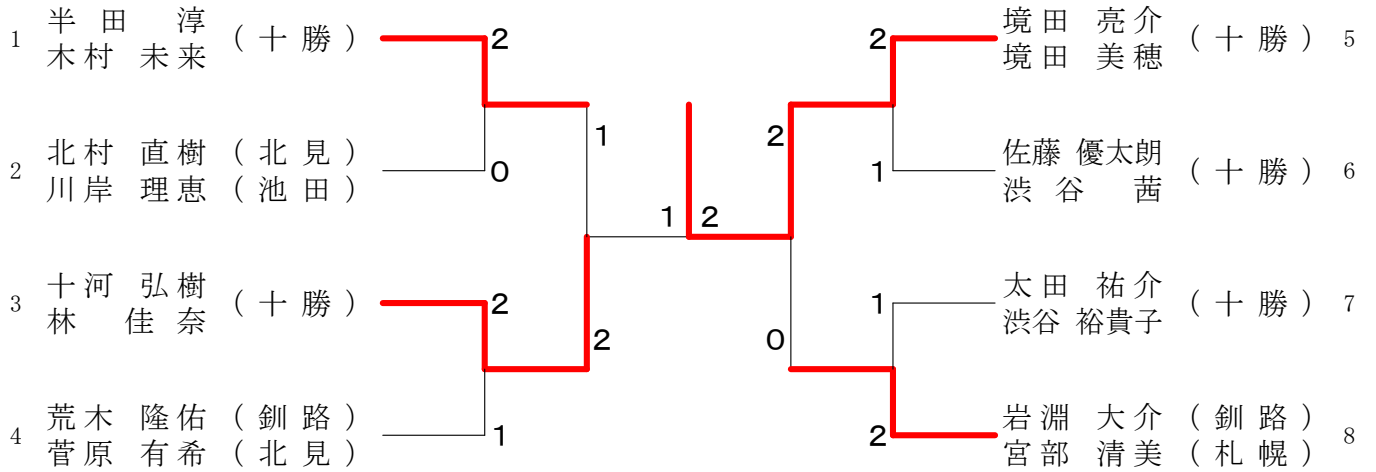 1 半田 淳 (十勝) 2
木村 未来
2 北村 直樹 (北見) 0
川岸 理恵 (池田)
1
3 十河 弘樹 (十勝) 2
林 佳奈
4 荒木 隆佑 (釧路) 1
菅原 有希 (北見)
2
1 2
2 境田 亮介 (十勝) 5
境田 美穂
1 佐藤 優太朗 (十勝) 6
渋谷 茜
2
1 太田 祐介 (十勝) 7
渋谷 裕貴子
2 岩淵 大介 (釧路) 8
宮部 清美 (札幌)
0